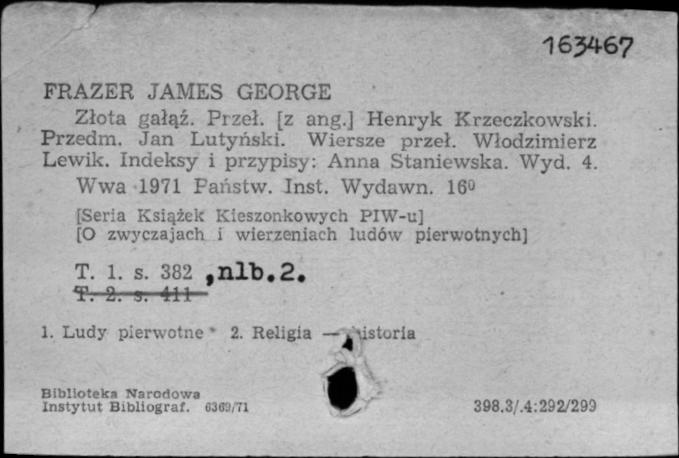 163467
FRAZER JAMES GEORGE
Złota gałąź. Przeł. [z ang.] Henryk Krzeczkowski.
Przedm. Jan Lutyński. Wiersze przeł. Włodzimierz
Lewik. Indeksy i przypisy: Anna Staniewska. Wyd. 4.
Wwa 1971 Państw. Inst. Wydawn. 16⁰
[Seria Książek Kieszonkowych PIW-u]
[O zwyczajach i wierzeniach ludów pierwotnych]
T. 1. s. 382 ,nlb.2.
T. 2. s. 411
1. Ludy pierwotne 2. Religia — historia
Biblioteka Narodowa
Instytut Bibliograf. 6369/71
398.3/.4:292/299